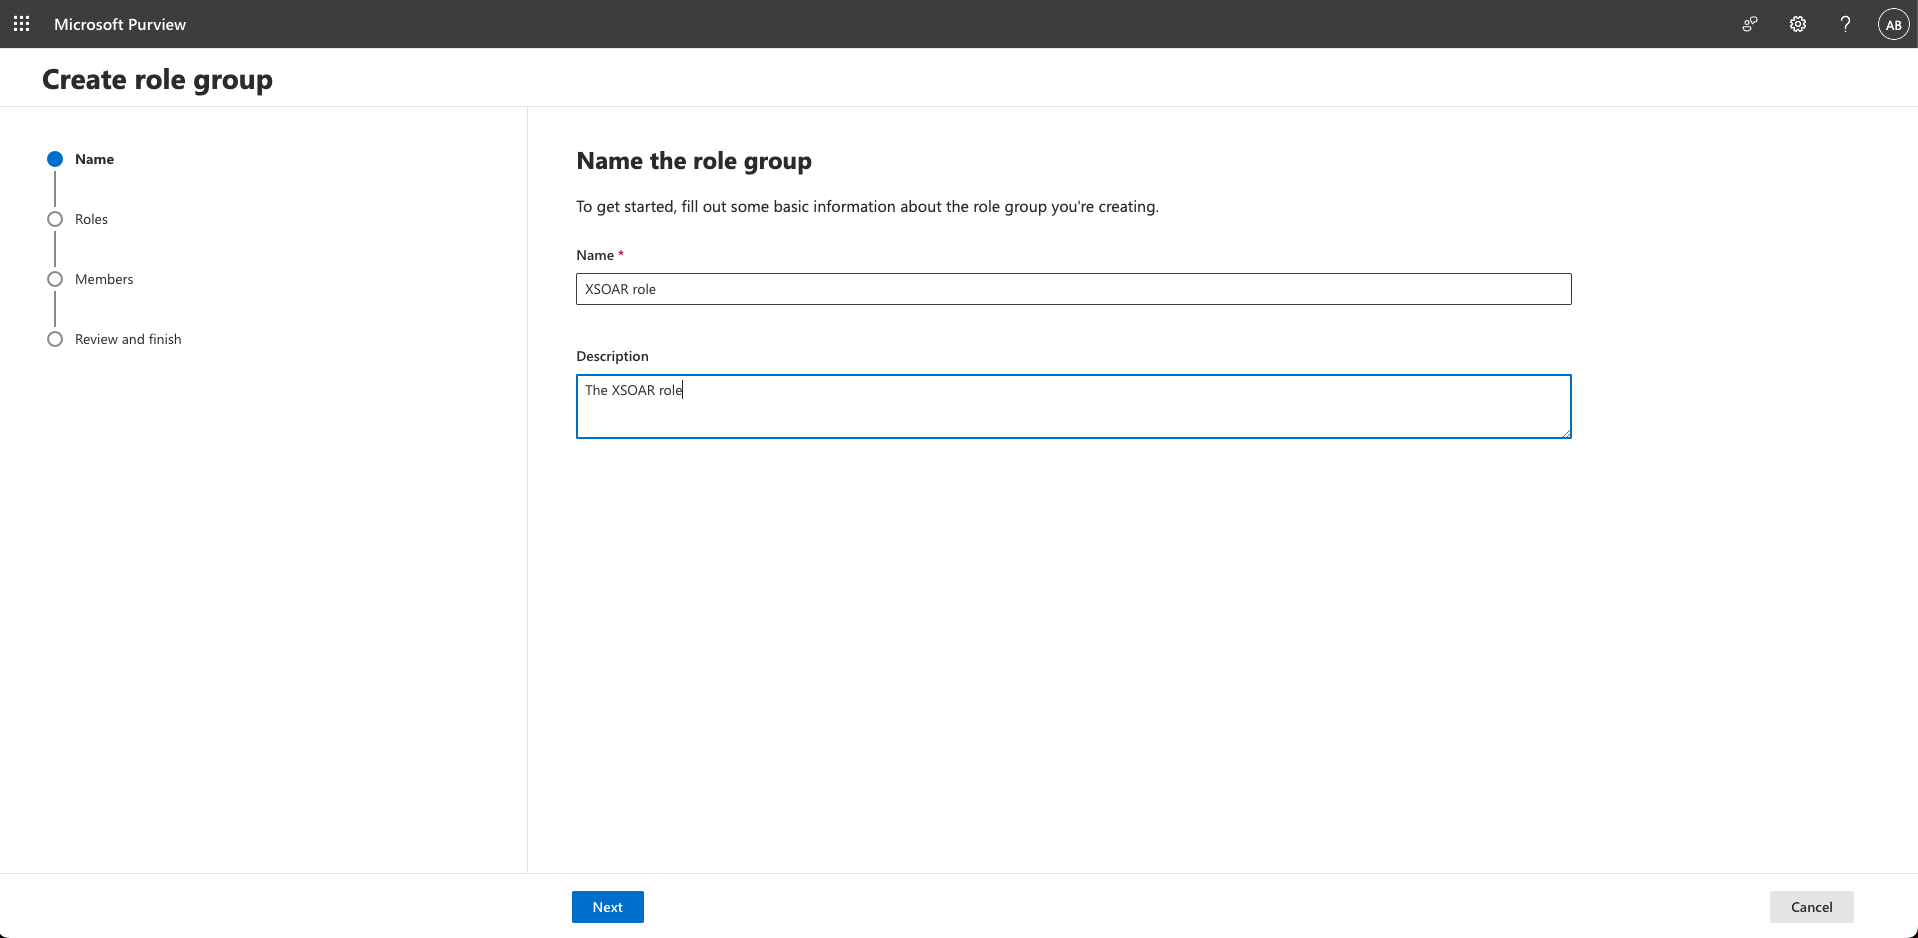 Microsoft Purview
?
AB
Create role group
Name
Roles
Members
Review and finish
Name the role group
To get started, fill out some basic information about the role group you're creating.
Name *
XSOAR role
Description
The XSOAR role
Next
Cancel